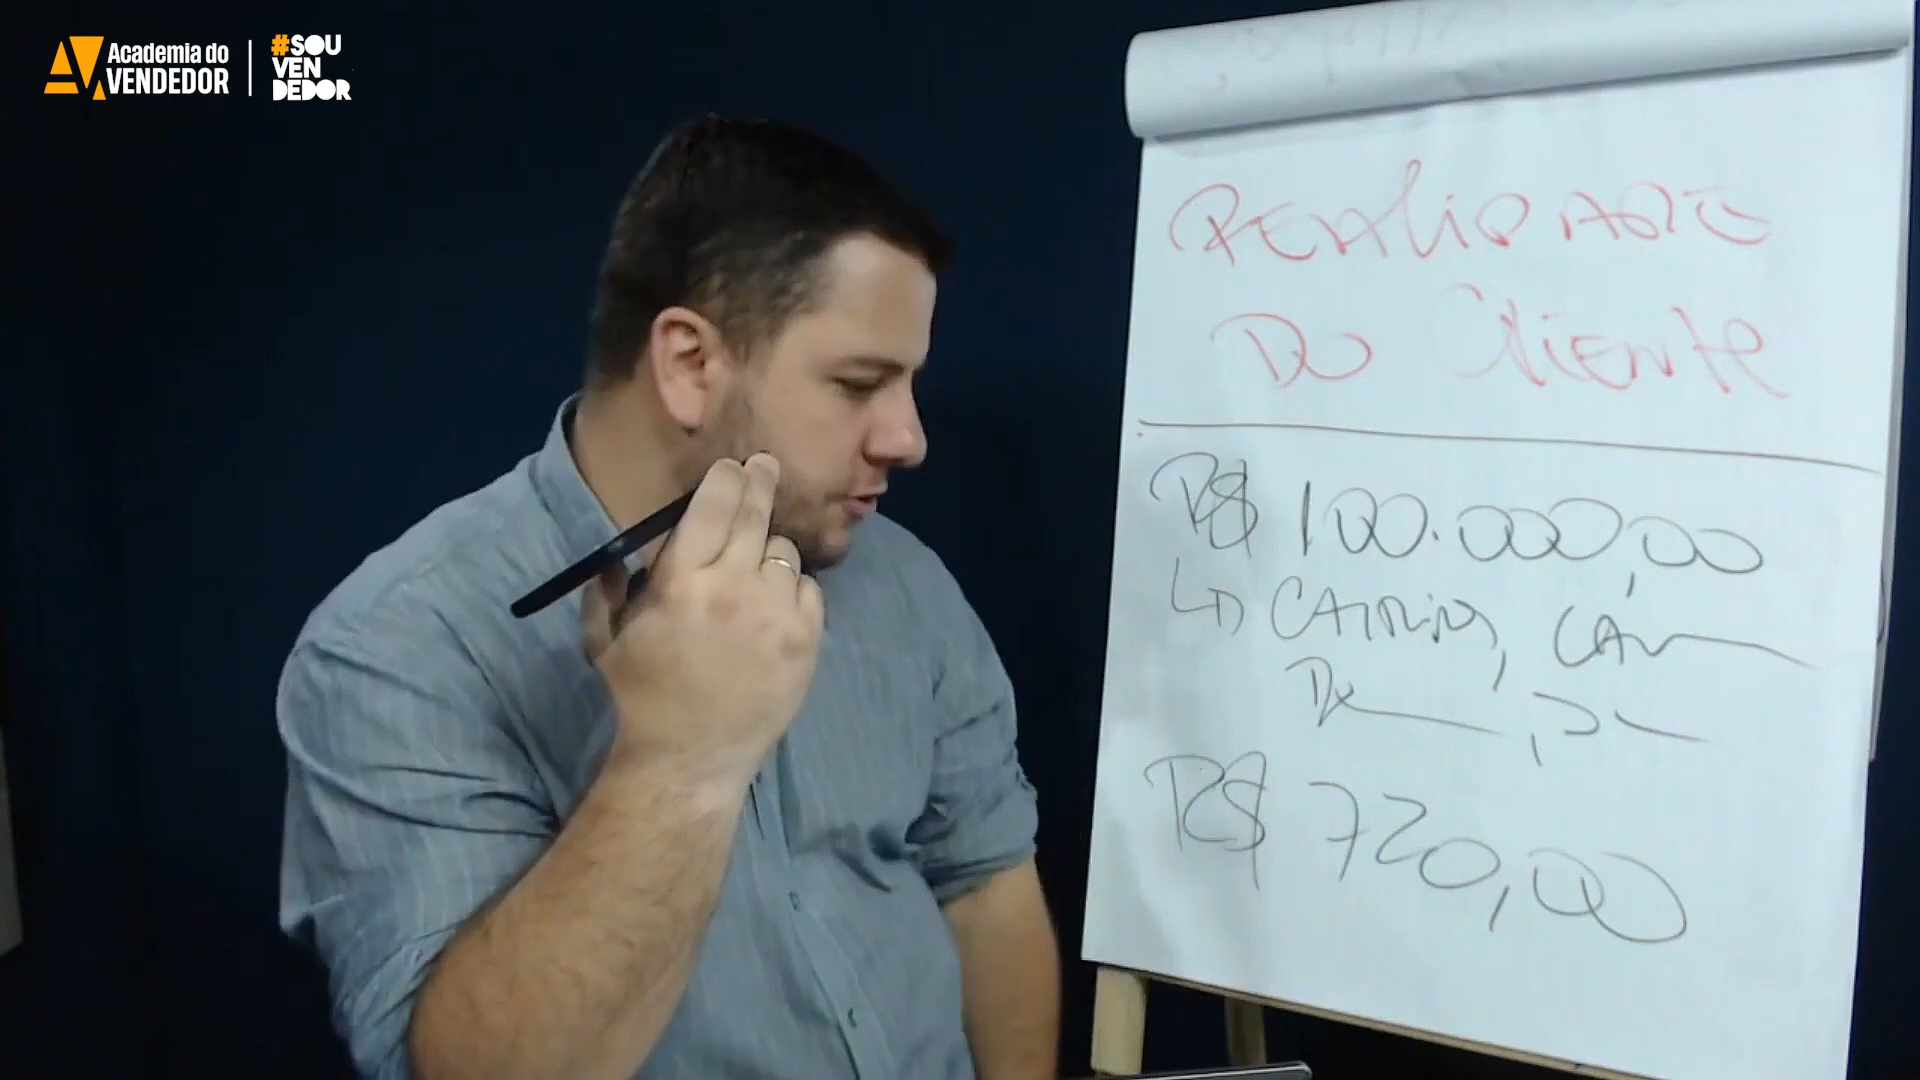 Academia do
VENDEDOR
#SOU
VEN
DEDOR
REALIDADE
DO CLIENTE
R$ 100.000,00
R$ 720,00